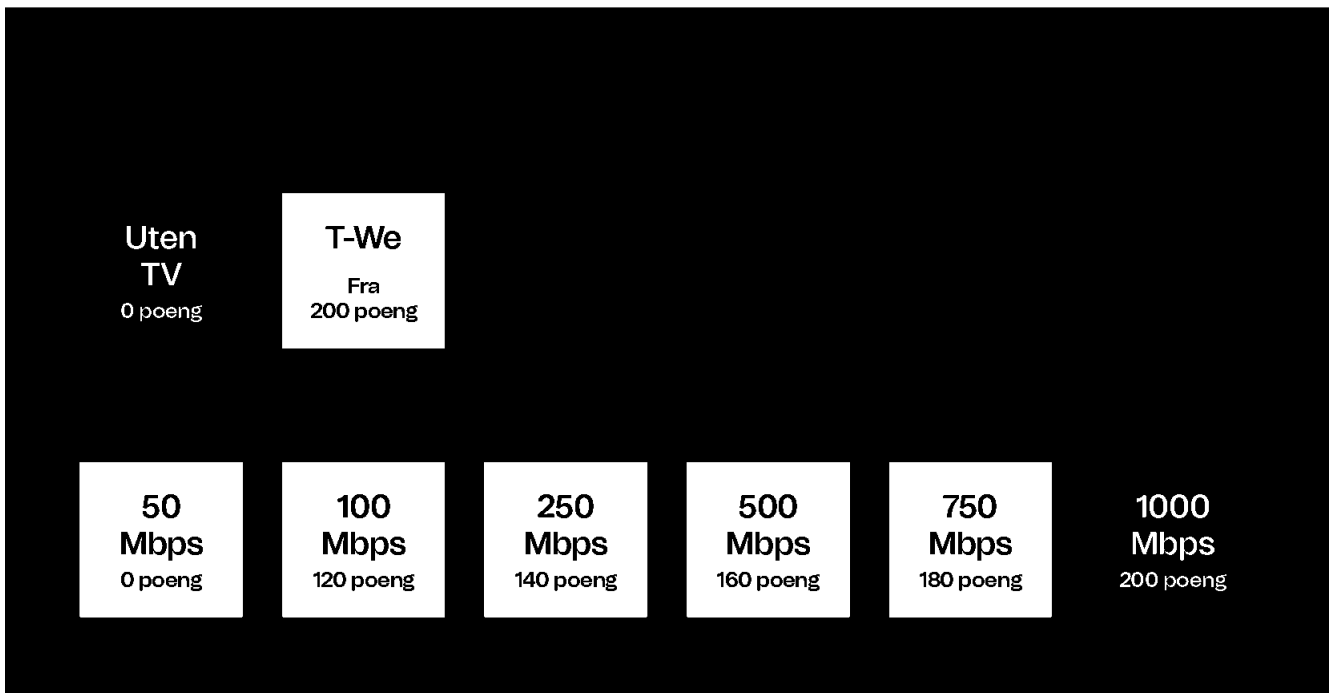 Uten
TV
0 poeng
T-We
Fra
200 poeng
50
Mbps
0 poeng
100
Mbps
120 poeng
250
Mbps
140 poeng
500
Mbps
160 poeng
750
Mbps
180 poeng
1000
Mbps
200 poeng